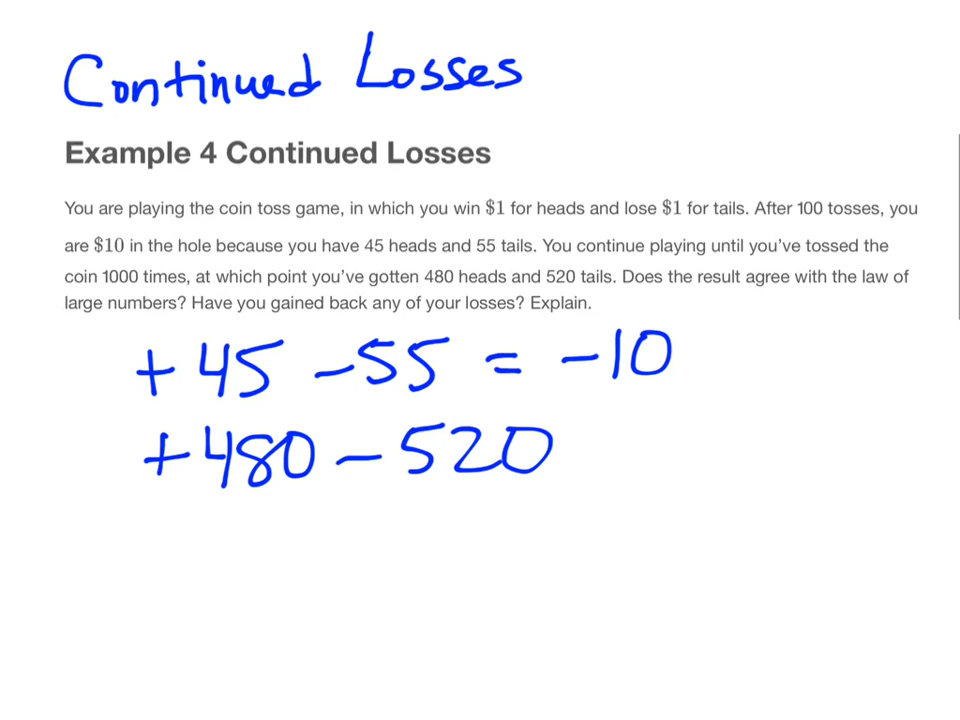 Continued Losses
Example 4 Continued Losses
You are playing the coin toss game, in which you win $1 for heads and lose $1 for tails. After 100 tosses, you
are $10 in the hole because you have 45 heads and 55 tails. You continue playing until you've tossed the
coin 1000 times, at which point you've gotten 480 heads and 520 tails. Does the result agree with the law of
large numbers? Have you gained back any of your losses? Explain.
+45 -55 = -10
+480 - 520